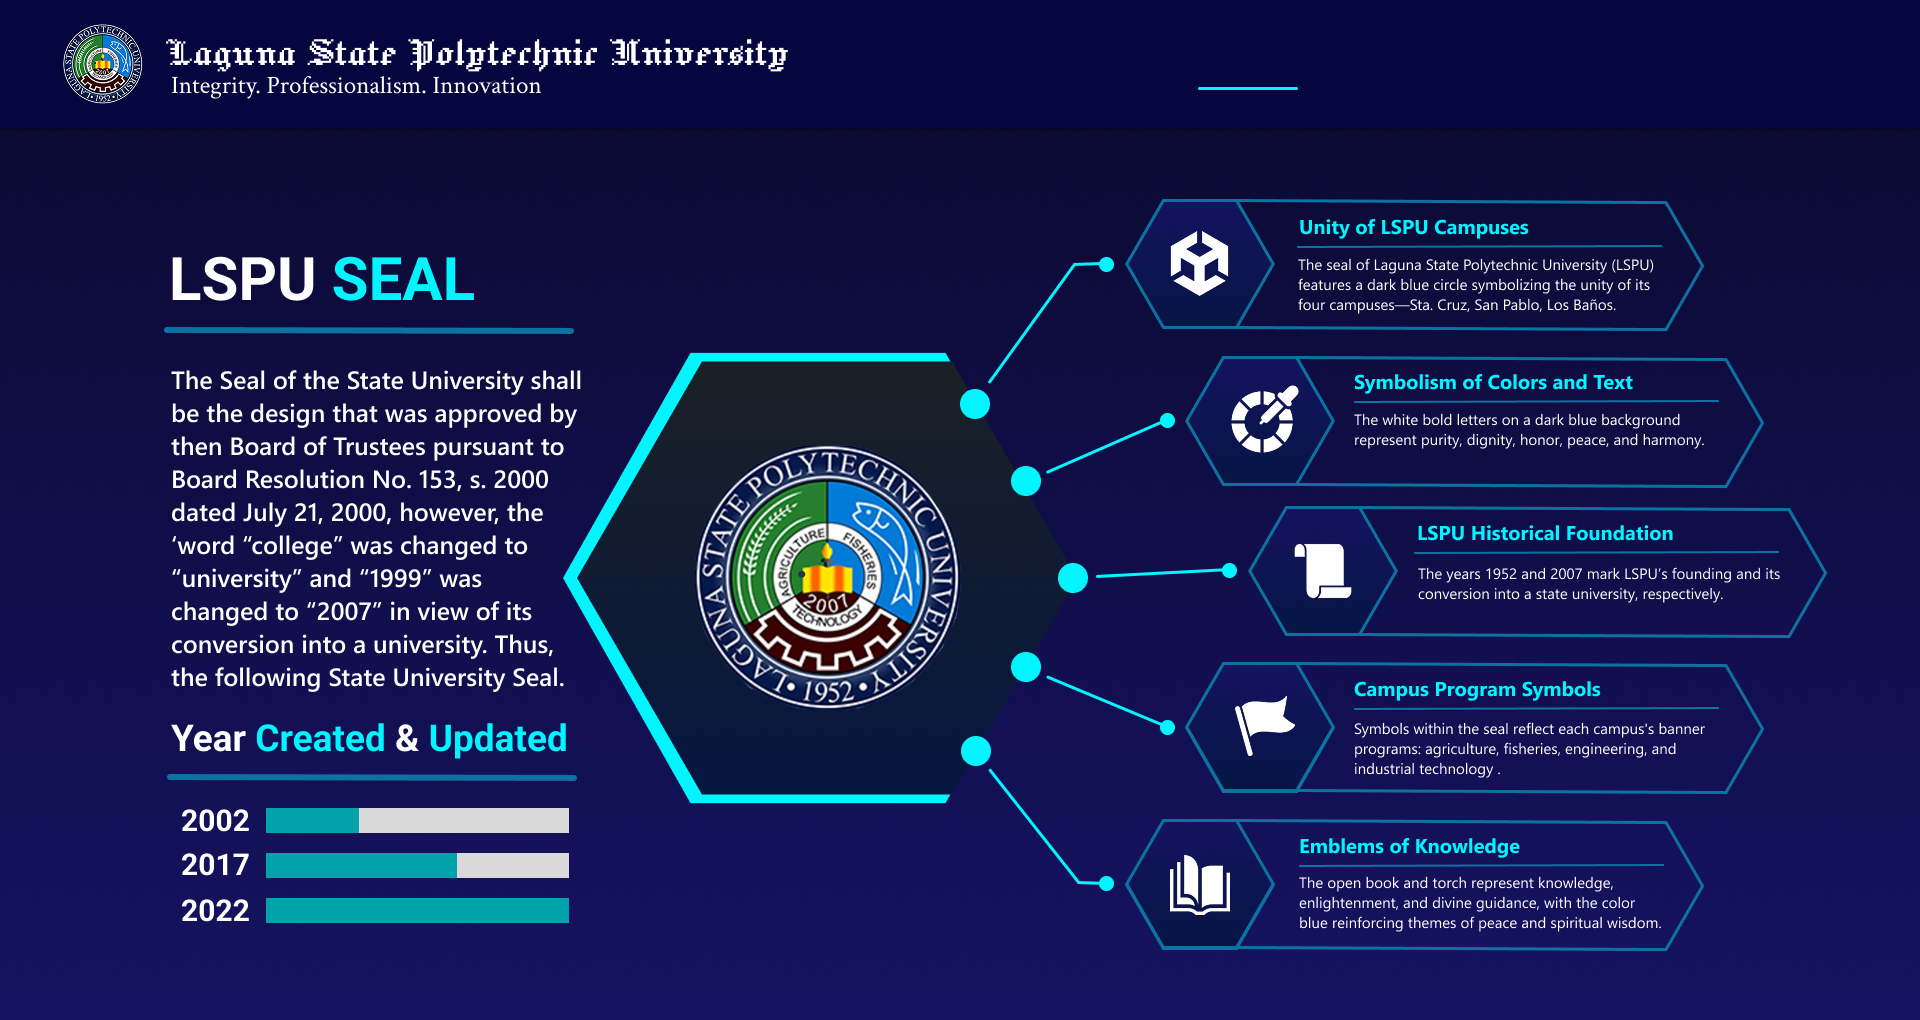 Laguna State Polytechnic University
Integrity. Professionalism. Innovation
LSPU SEAL
The Seal of the State University shall
be the design that was approved by
then Board of Trustees pursuant to
Board Resolution No. 153, s. 2000
dated July 21, 2000, however, the
‘word “college” was changed to
“university” and “1999” was
changed to “2007” in view of its
conversion into a university. Thus,
the following State University Seal.
Year Created & Updated
2002
2017
2022
LAGUNA STATE POLYTECHNIC UNIVERSITY
• 1952 •
AGRICULTURE
FISHERIES
2007
TECHNOLOGY
Unity of LSPU Campuses
The seal of Laguna State Polytechnic University (LSPU)
features a dark blue circle symbolizing the unity of its
four campuses—Sta. Cruz, San Pablo, Los Baños.
Symbolism of Colors and Text
The white bold letters on a dark blue background
represent purity, dignity, honor, peace, and harmony.
LSPU Historical Foundation
The years 1952 and 2007 mark LSPU’s founding and its
conversion into a state university, respectively.
Campus Program Symbols
Symbols within the seal reflect each campus's banner
programs: agriculture, fisheries, engineering, and
industrial technology .
Emblems of Knowledge
The open book and torch represent knowledge,
enlightenment, and divine guidance, with the color
blue reinforcing themes of peace and spiritual wisdom.